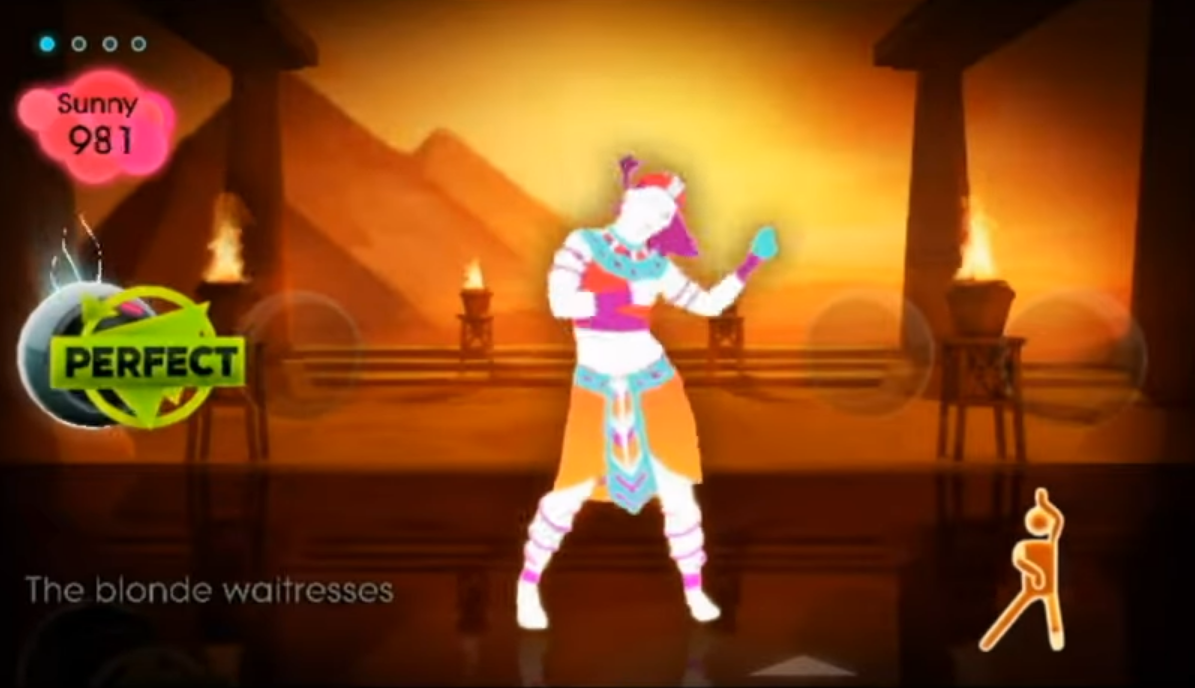 Sunny
981
PERFECT
The blonde waitresses